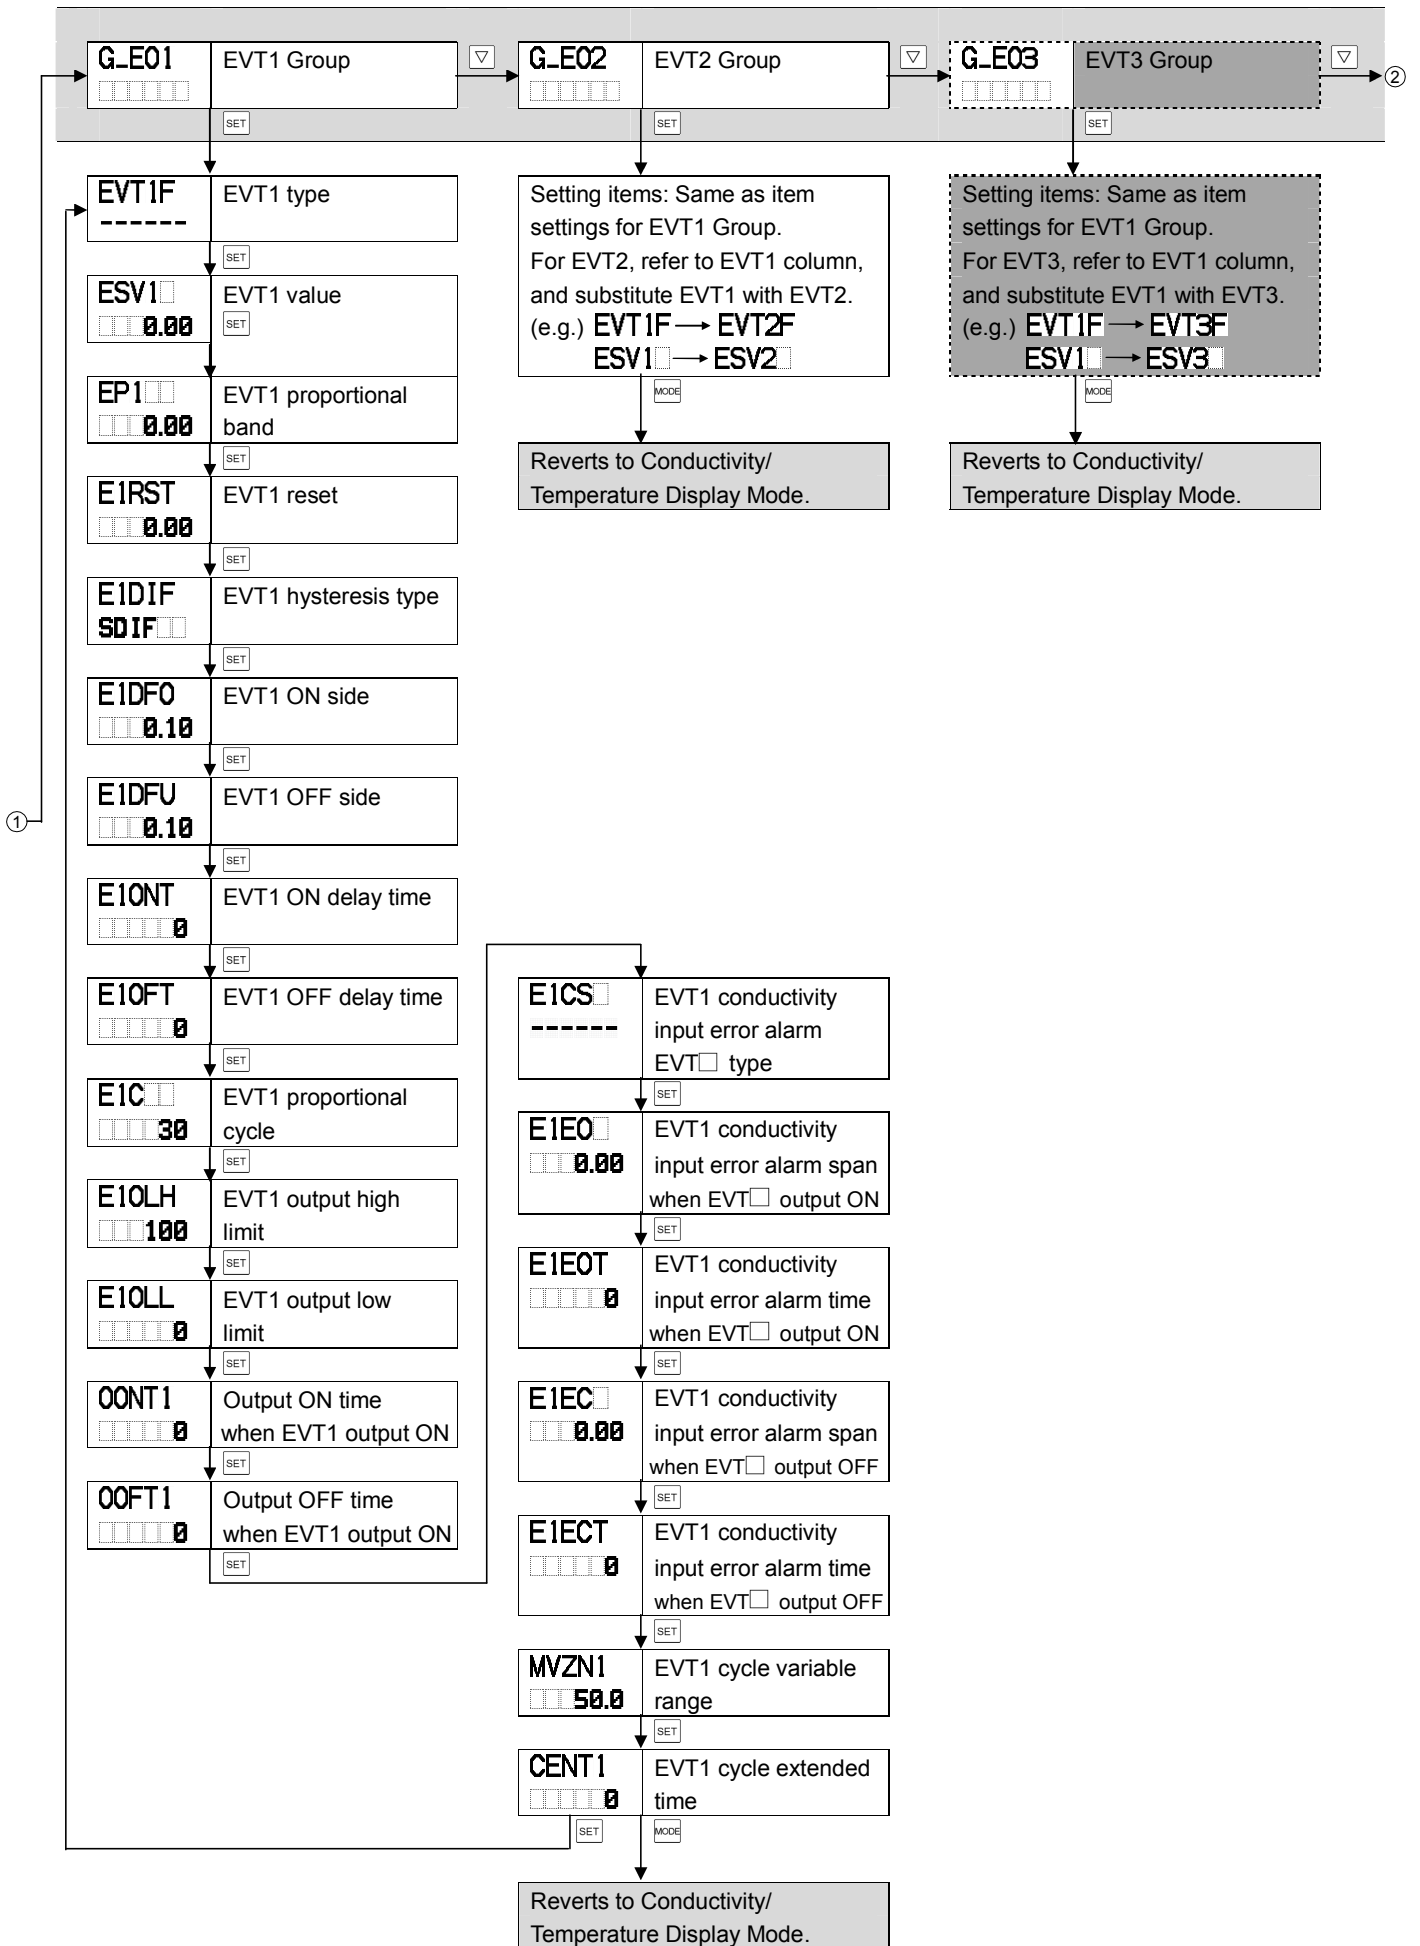 G_E01
EVT1 Group
▽
G_E02
EVT2 Group
▽
G_E03
EVT3 Group
▽
②
SET
SET
SET
EVT1F
------
EVT1 type
SET
ESV1□
□□□0.00
EVT1 value
SET
EP1□□
□□□0.00
EVT1 proportional
band
SET
E1RST
□□□0.00
EVT1 reset
SET
E1DIF
SDIF□□
EVT1 hysteresis type
SET
E1DFO
□□□0.10
EVT1 ON side
SET
E1DFU
□□□0.10
EVT1 OFF side
①
SET
E1ONT
□□□□□0
EVT1 ON delay time
SET
E1OFT
□□□□□0
EVT1 OFF delay time
SET
E1C□□
□□□□30
EVT1 proportional
cycle
SET
E1OLH
□□□100
EVT1 output high
limit
SET
E1OLL
□□□□□0
EVT1 output low
limit
SET
OONT1
□□□□□0
Output ON time
when EVT1 output ON
SET
OOFT1
□□□□□0
Output OFF time
when EVT1 output ON
SET
Setting items: Same as item
settings for EVT1 Group.
For EVT2, refer to EVT1 column,
and substitute EVT1 with EVT2.
(e.g.) EVT1F → EVT2F
ESV1□ → ESV2□
MODE
Reverts to Conductivity/
Temperature Display Mode.
Setting items: Same as item
settings for EVT1 Group.
For EVT3, refer to EVT1 column,
and substitute EVT1 with EVT3.
(e.g.) EVT1F → EVT3F
ESV1□ → ESV3□
MODE
Reverts to Conductivity/
Temperature Display Mode.
E1CS□
------
EVT1 conductivity
input error alarm
EVT□ type
SET
E1EO□
□□□0.00
EVT1 conductivity
input error alarm span
when EVT□ output ON
SET
E1EOT
□□□□□0
EVT1 conductivity
input error alarm time
when EVT□ output ON
SET
E1EC□
□□□0.00
EVT1 conductivity
input error alarm span
when EVT□ output OFF
SET
E1ECT
□□□□□0
EVT1 conductivity
input error alarm time
when EVT□ output OFF
SET
MVZN1
□□□50.0
EVT1 cycle variable
range
SET
CENT1
□□□□□0
EVT1 cycle extended
time
SET
MODE
Reverts to Conductivity/
Temperature Display Mode.